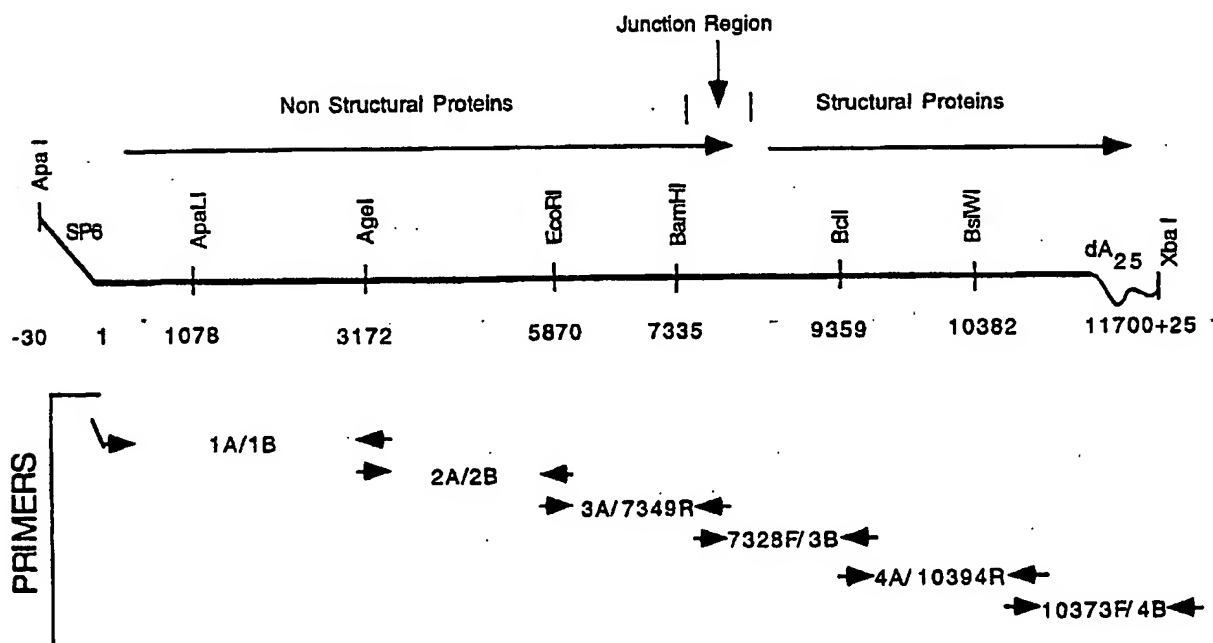 Junction Region
Non Structural Proteins
Structural Proteins
Apa I
SP6
ApaLI
AgeI
EcoRI
BamHI
BclI
BsiWI
dA25
Xba I
-30 1 1078 3172 5870 7335 9359 10382 11700+25
PRIMERS
1A/1B
2A/2B
3A/7349R
7328F/3B
4A/10394R
10373F/4B